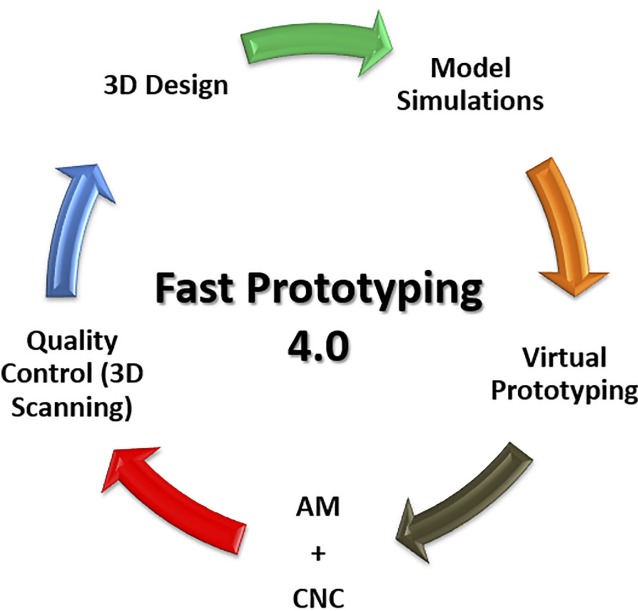 3D Design
Model
Simulations
Fast Prototyping
4.0
Virtual
Prototyping
Quality
Control (3D
Scanning)
AM
+
CNC